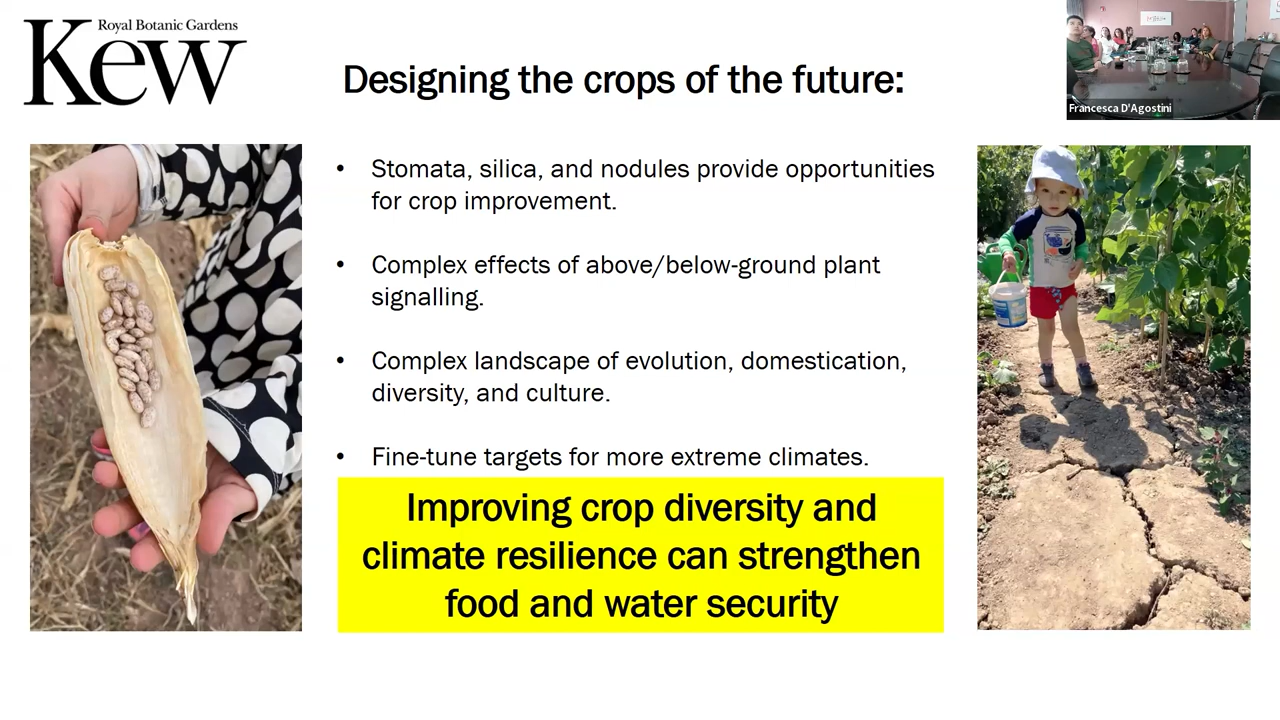 Royal Botanic Gardens
Kew
Designing the crops of the future:
Francesca D'Agostini
• Stomata, silica, and nodules provide opportunities
for crop improvement.
• Complex effects of above/below-ground plant
signalling.
• Complex landscape of evolution, domestication,
diversity, and culture.
• Fine-tune targets for more extreme climates.
Improving crop diversity and
climate resilience can strengthen
food and water security